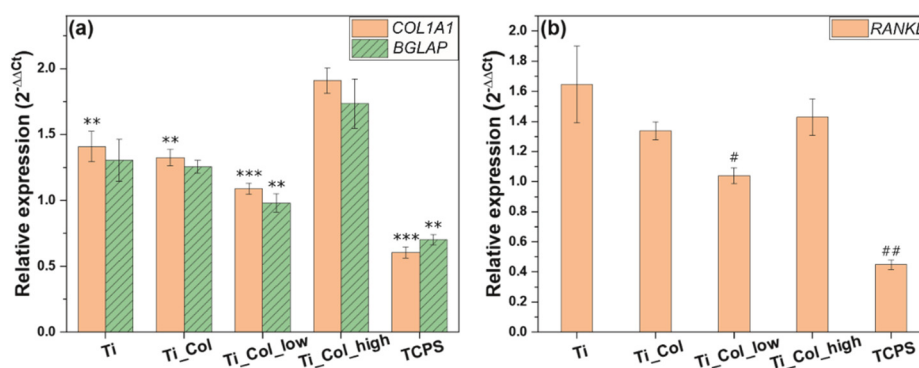 (a)
COL1A1
BGLAP
Relative expression (2^-ΔΔCt)
2.0
1.5
1.0
0.5
0.0
**
**
***
**
***
**
Ti
Ti_Col
Ti_Col_low
Ti_Col_high
TCPS
(b)
RANKL
Relative expression (2^-ΔΔCt)
2.0
1.8
1.6
1.4
1.2
1.0
0.8
0.6
0.4
0.2
0.0
#
##
Ti
Ti_Col
Ti_Col_low
Ti_Col_high
TCPS